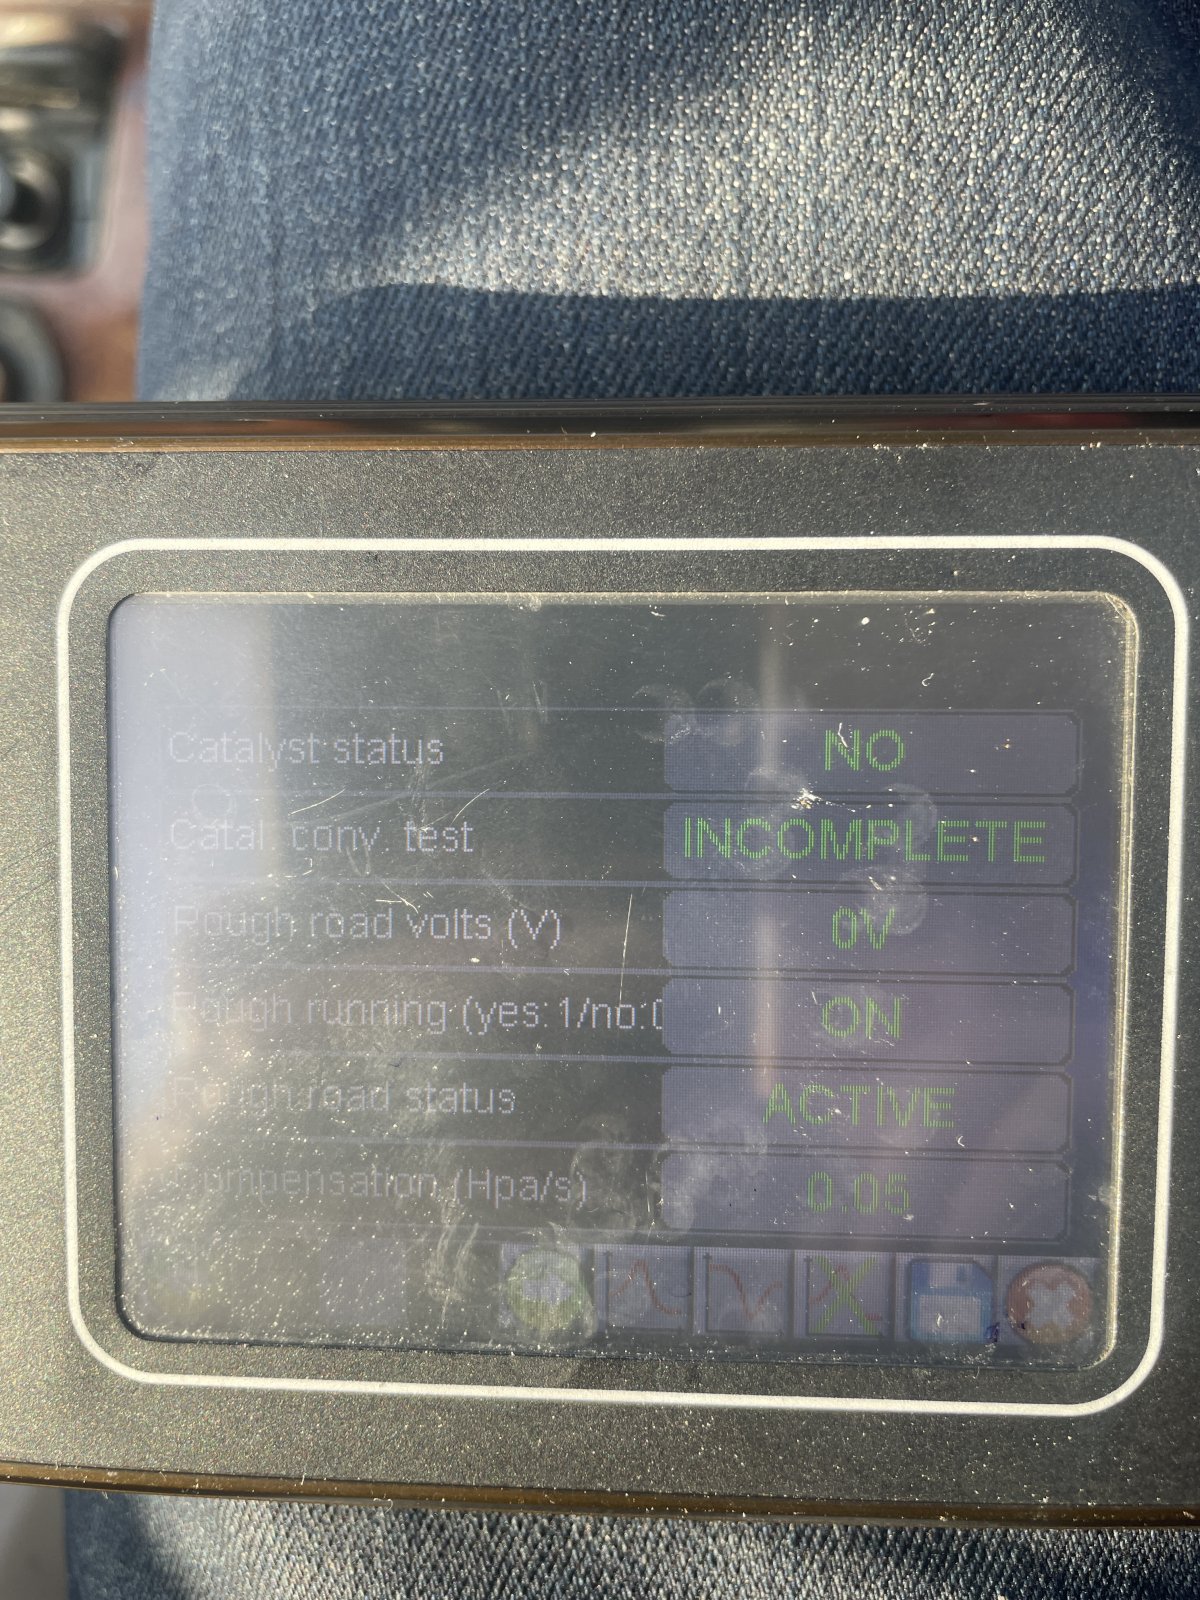 Catalyst status NO
Catal. conv. test INCOMPLETE
Rough road volts (V) 0V
Rough running (yes:1/no:0 ON
Rough road status ACTIVE
Compensation (Hpa/s) 0.05